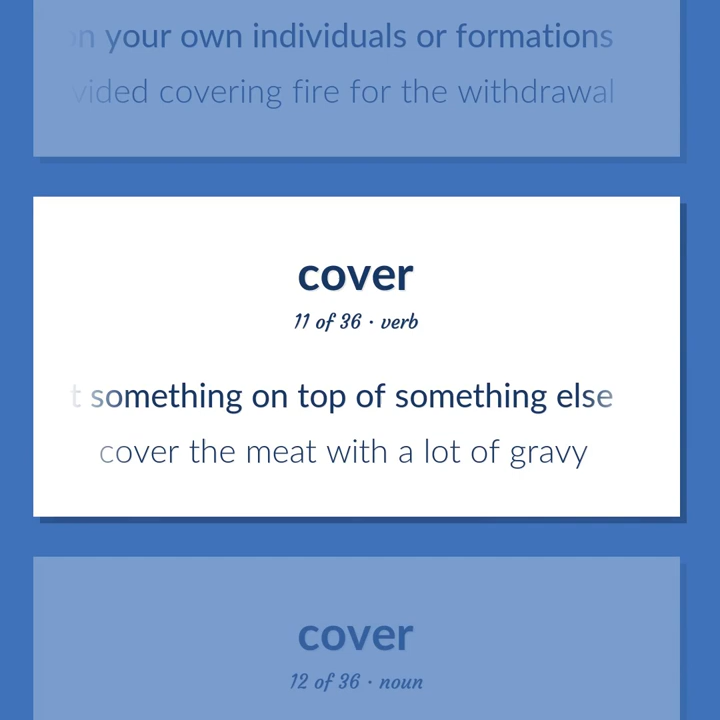 your own individuals or formations
covering fire for the withdrawal
cover
11 of 36 · verb
something on top of something else
cover the meat with a lot of gravy
cover
12 of 36 · noun